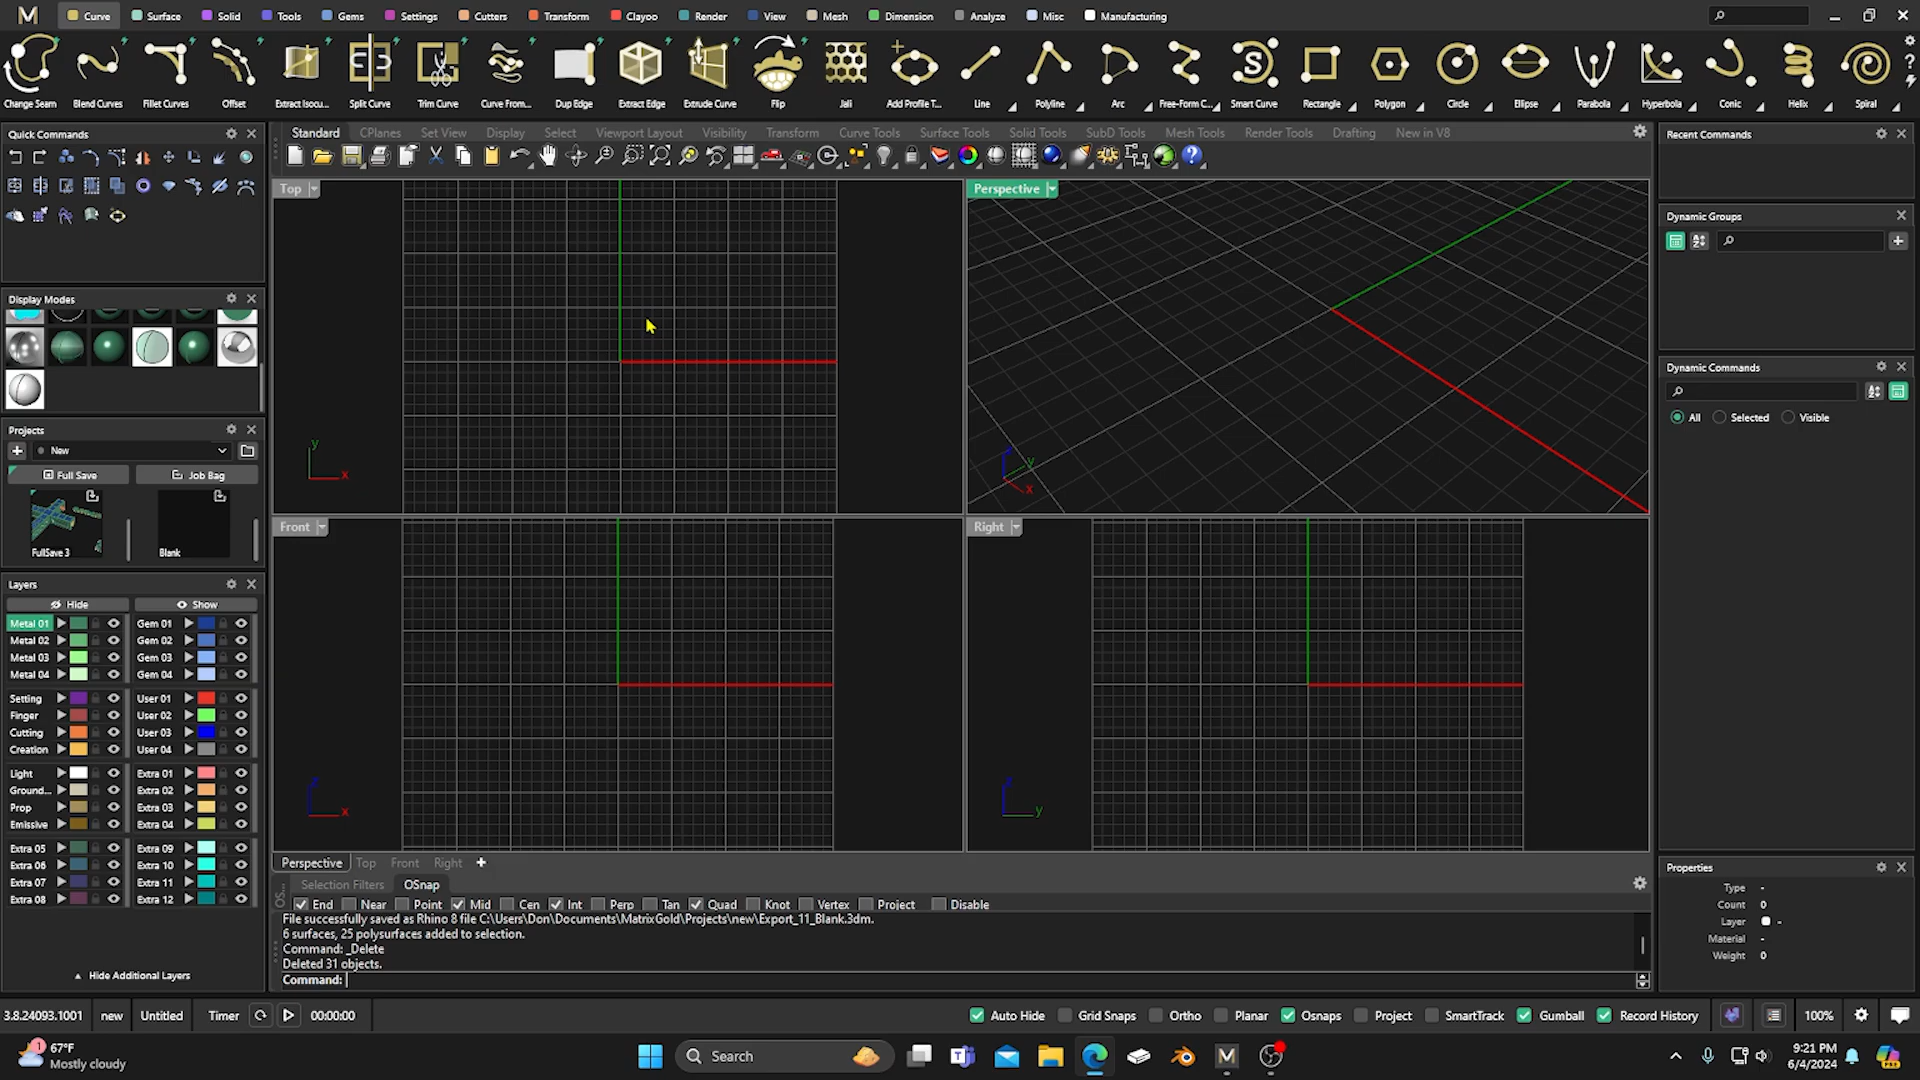 Curve Surface Solid Tools Gems Settings Cutters Transform Clayoo Render View Mesh Dimension Analyze Misc Manufacturing
Change Seam Blend Curves Fillet Curves Offset Extract Isocu... Split Curve Trim Curve Curve From... Dup Edge Extract Edge Extrude Curve Flip Jali Add Profile T... Line Polyline Arc Free-Form C... Smart Curve Rectangle Polygon Circle Ellipse Parabola Hyperbola Conic Helix Spiral
Quick Commands
Standard CPlanes Set View Display Select Viewport Layout Visibility Transform Curve Tools Surface Tools Solid Tools SubD Tools Mesh Tools Render Tools Drafting New in V8
Recent Commands
Top
Perspective
Dynamic Groups
Display Modes
Dynamic Commands
All Selected Visible
Projects
New
Full Save Job Bag
FullSave 3 Blank
y
x
y
x
Front
Right
Layers
Hide Show
Metal 01 Gem 01
Metal 02 Gem 02
Metal 03 Gem 03
Metal 04 Gem 04
Setting User 01
Finger User 02
Cutting User 03
Creation User 04
Light Extra 01
Ground... Extra 02
Prop Extra 03
Emissive Extra 04
Extra 05 Extra 09
Extra 06 Extra 10
Extra 07 Extra 11
Extra 08 Extra 12
Hide Additional Layers
x
y
Perspective Top Front Right
Selection Filters OSnap
End Near Point Mid Cen Int Perp Tan Quad Knot Vertex Project Disable
File successfully saved as Rhino 8 file C:\Users\Don\Documents\MatrixGold\Projects\new\Export_11_Blank.3dm.
6 surfaces, 25 polysurfaces added to selection.
Command: _Delete
Deleted 31 objects.
Command:
Properties
Type -
Count 0
Layer -
Material -
Weight 0
3.8.24093.1001 new Untitled Timer 00:00:00 Auto Hide Grid Snaps Ortho Planar Osnaps Project SmartTrack Gumball Record History 100%
67°F
Mostly cloudy
Search
9:21 PM
6/4/2024